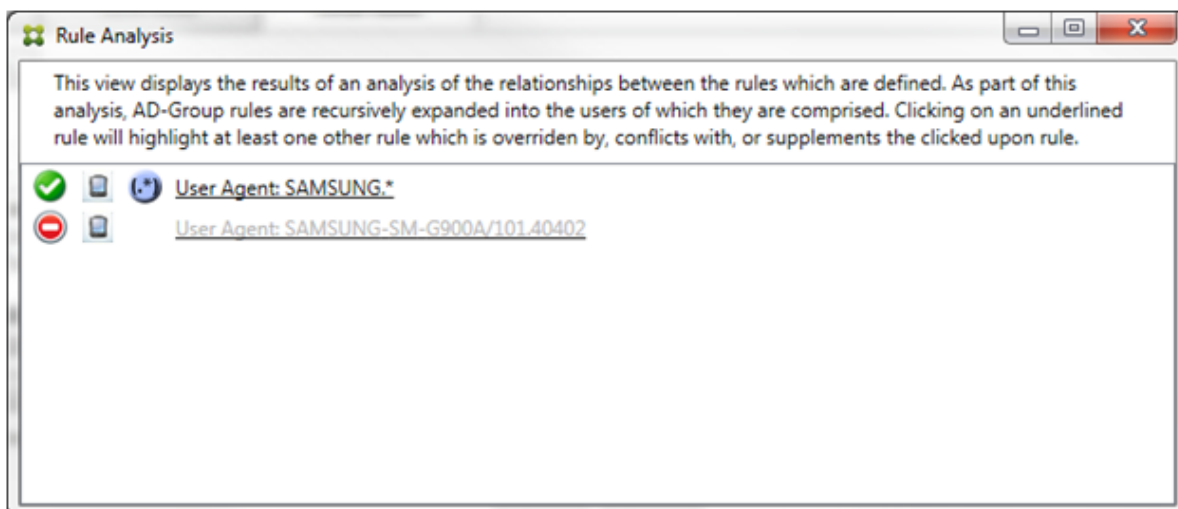 Rule Analysis
This view displays the results of an analysis of the relationships between the rules which are defined. As part of this
analysis, AD-Group rules are recursively expanded into the users of which they are comprised. Clicking on an underlined
rule will highlight at least one other rule which is overriden by, conflicts with, or supplements the clicked upon rule.
(.*) User Agent: SAMSUNG.*
User Agent: SAMSUNG-SM-G900A/101.40402